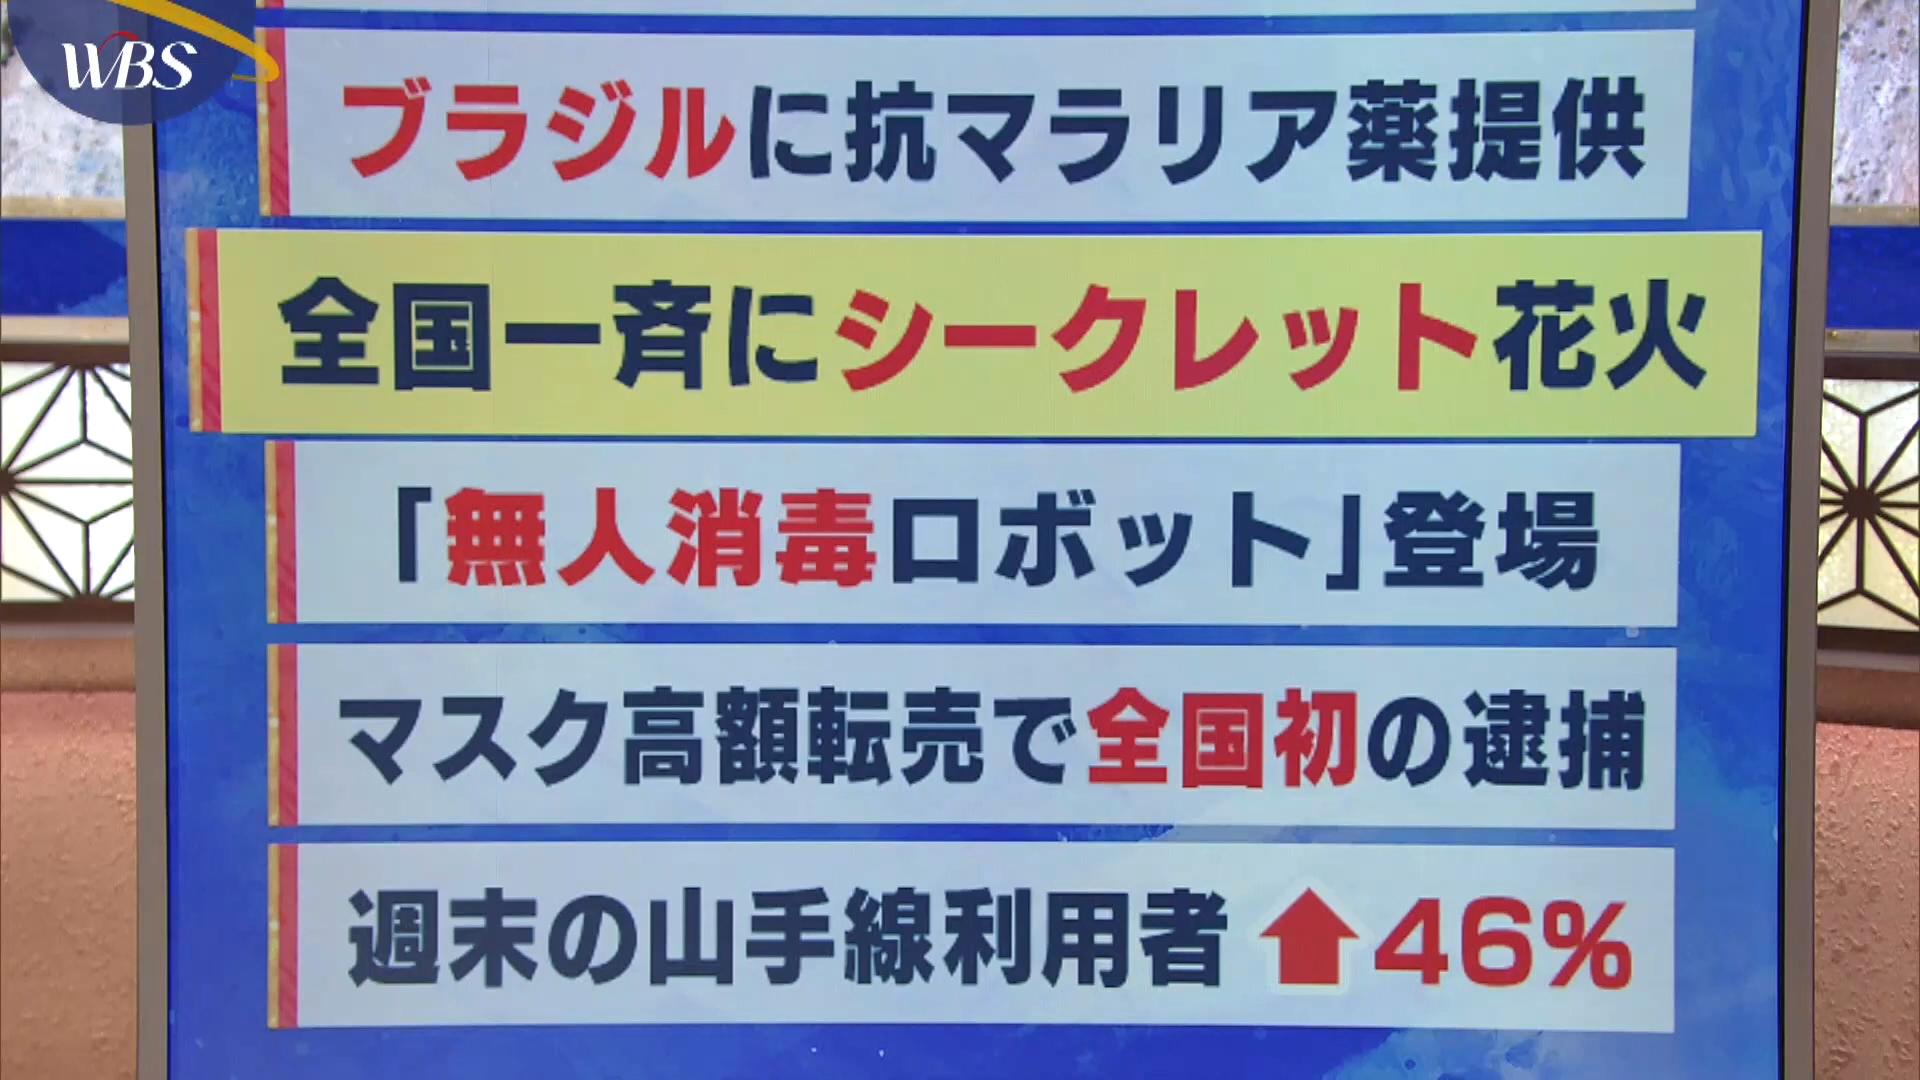 WBS
ブラジルに抗マラリア薬提供
全国一斉にシークレット花火
「無人消毒ロボット」登場
マスク高額転売で全国初の逮捕
週末の山手線利用者⬆46%